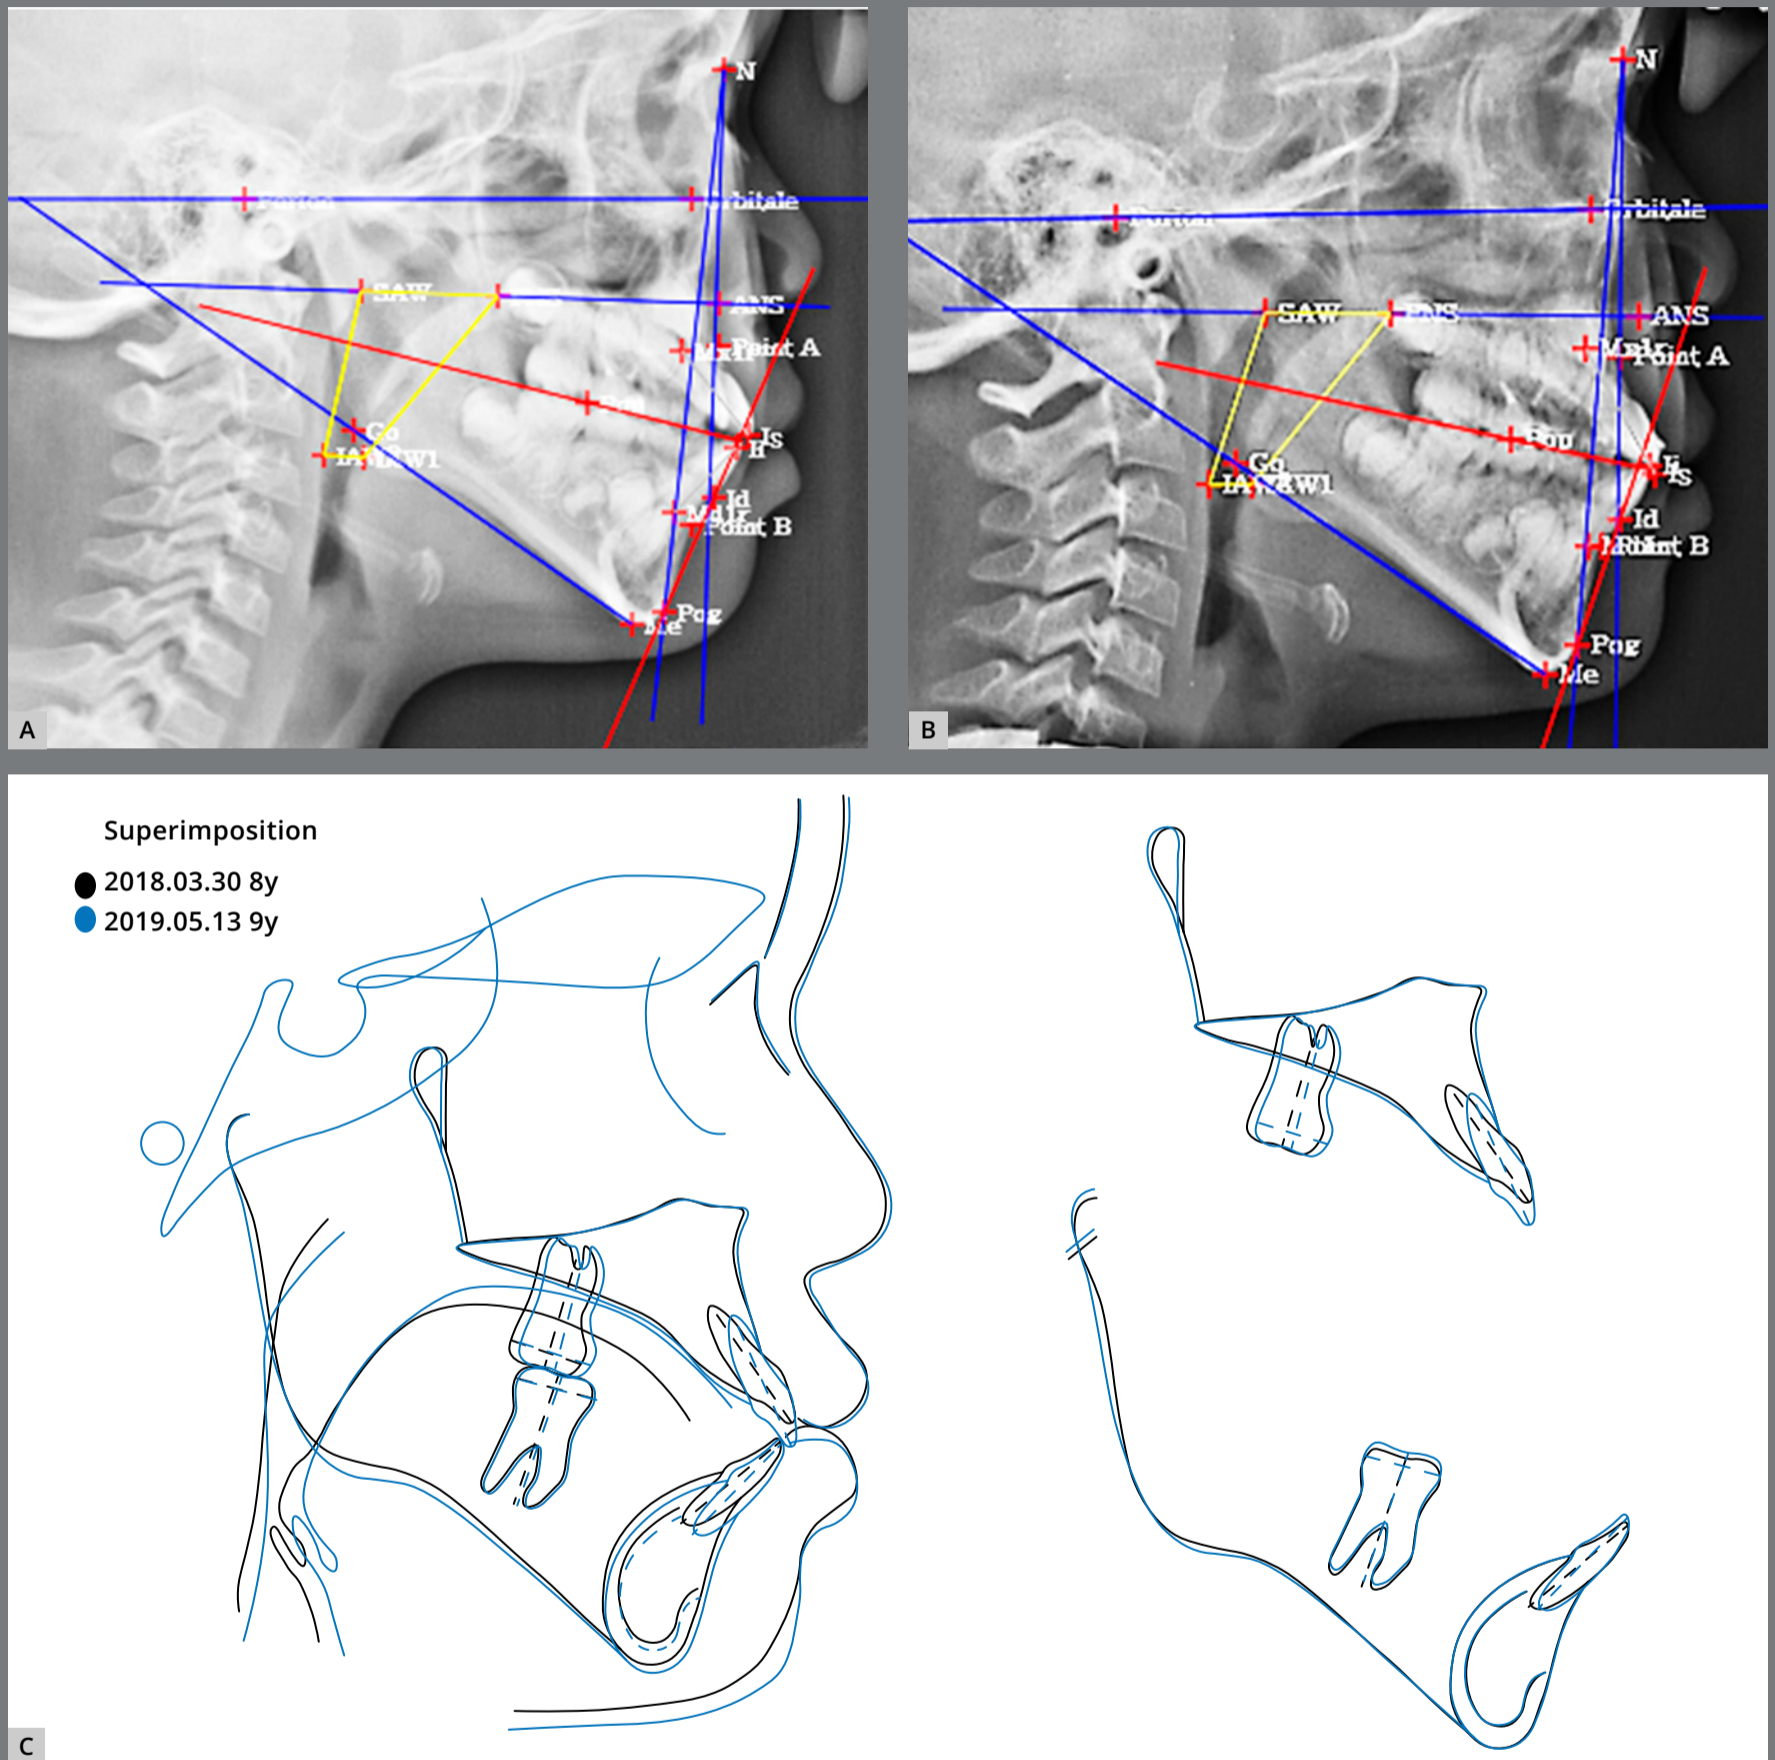 N
Orbitale
SAW
ANS
Point A
Go
Is
Id
Point B
Pog
Me
A
N
Orbitale
SAW
PNS
ANS
Point A
Go
Is
Id
Point B
Pog
Me
B
Superimposition
2018.03.30 8y
2019.05.13 9y
C